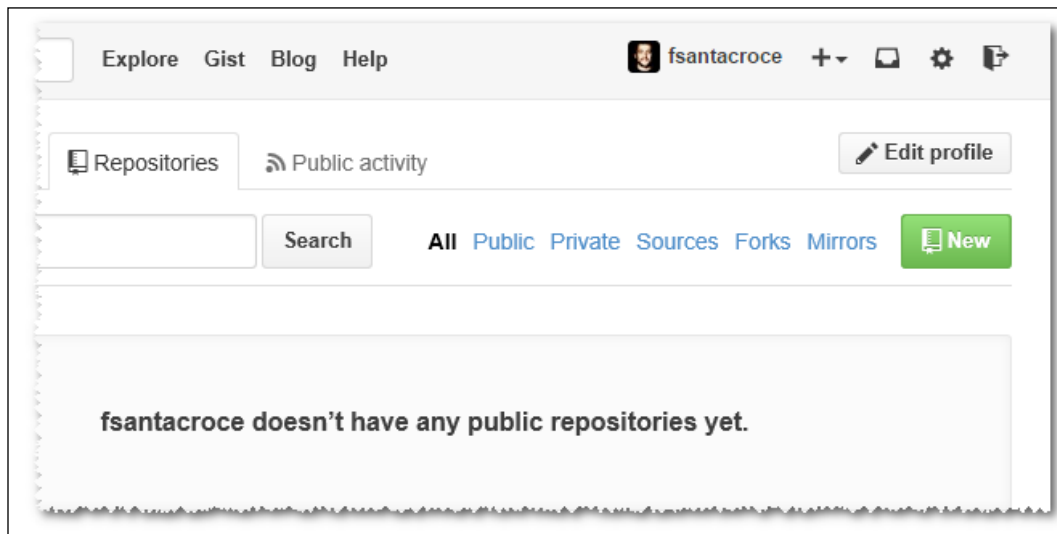 Explore Gist Blog Help fsantacroce
Repositories Public activity Edit profile
Search All Public Private Sources Forks Mirrors New
fsantacroce doesn't have any public repositories yet.